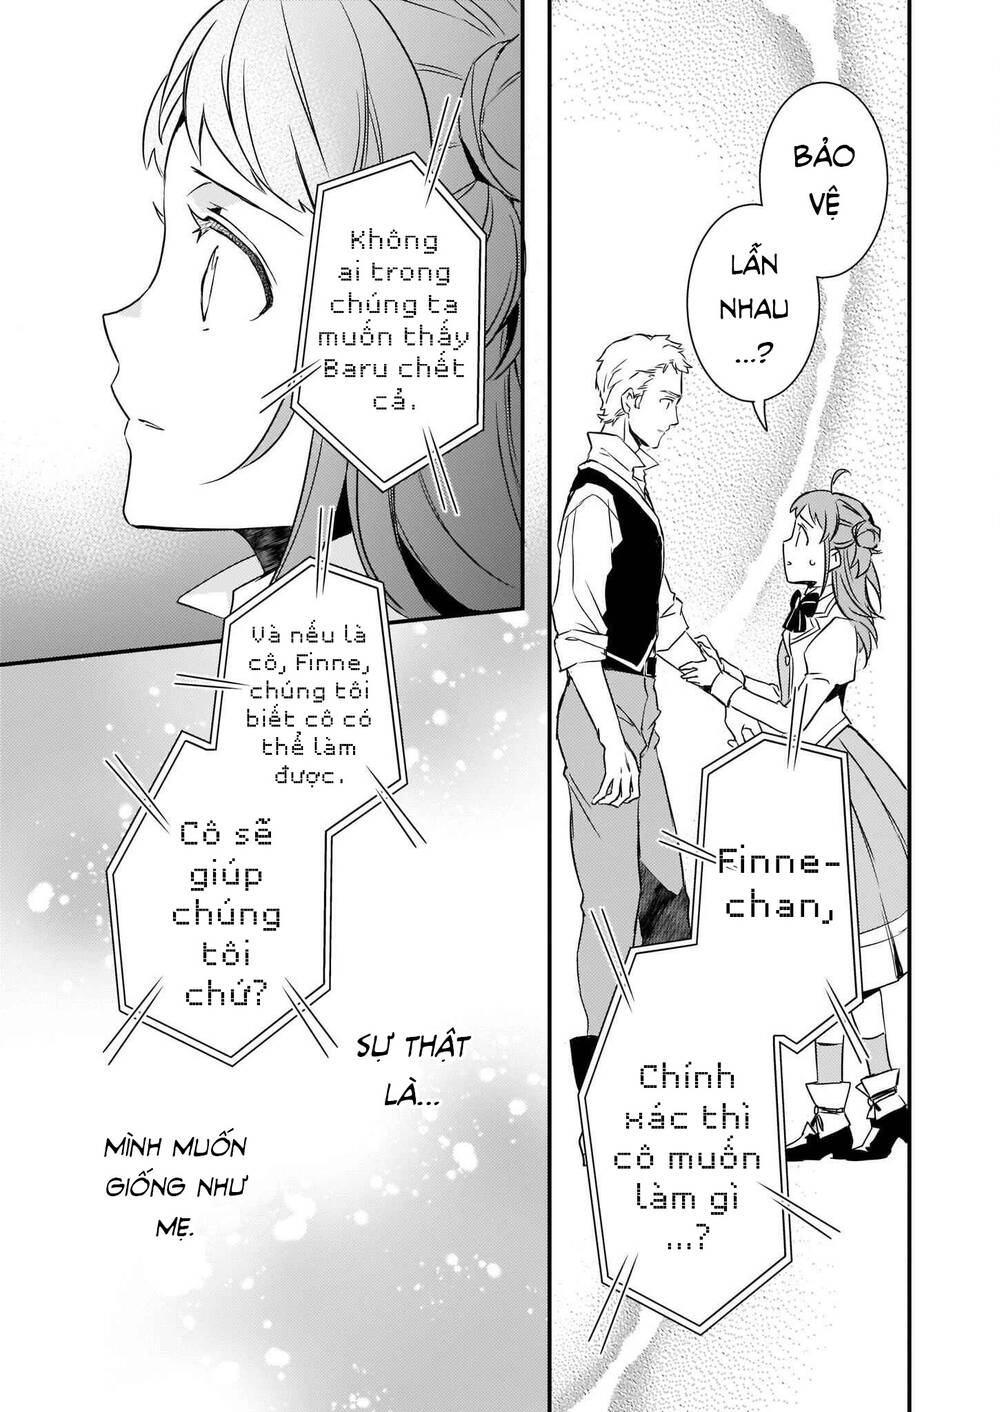 BẢO
VỆ
LẪN
NHAU
...?
Finne-
chan,
Chính
xác thì
cô muốn
làm gì
...?
Không
ai trong
chúng ta
muốn thấy
Baru chết
cả.
Và nếu là
cô, Finne,
chúng tôi
biết cô có
thể làm
được.
Cô sẽ
giúp
chúng
tôi
chứ?
SỰ THẬT
LÀ...
MÌNH MUỐN
GIỐNG NHƯ
MẸ.